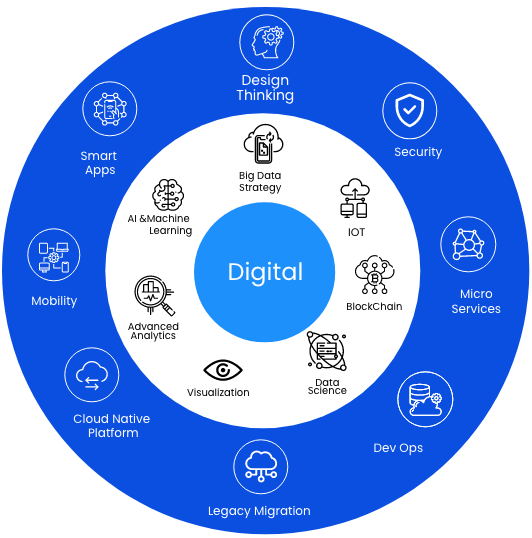 Design
Thinking
Security
Micro
Services
Dev Ops
Legacy Migration
Cloud Native
Platform
Mobility
Smart
Apps
Big Data
Strategy
IOT
BlockChain
Data
Science
Visualization
Advanced
Analytics
AI &Machine
Learning
Digital